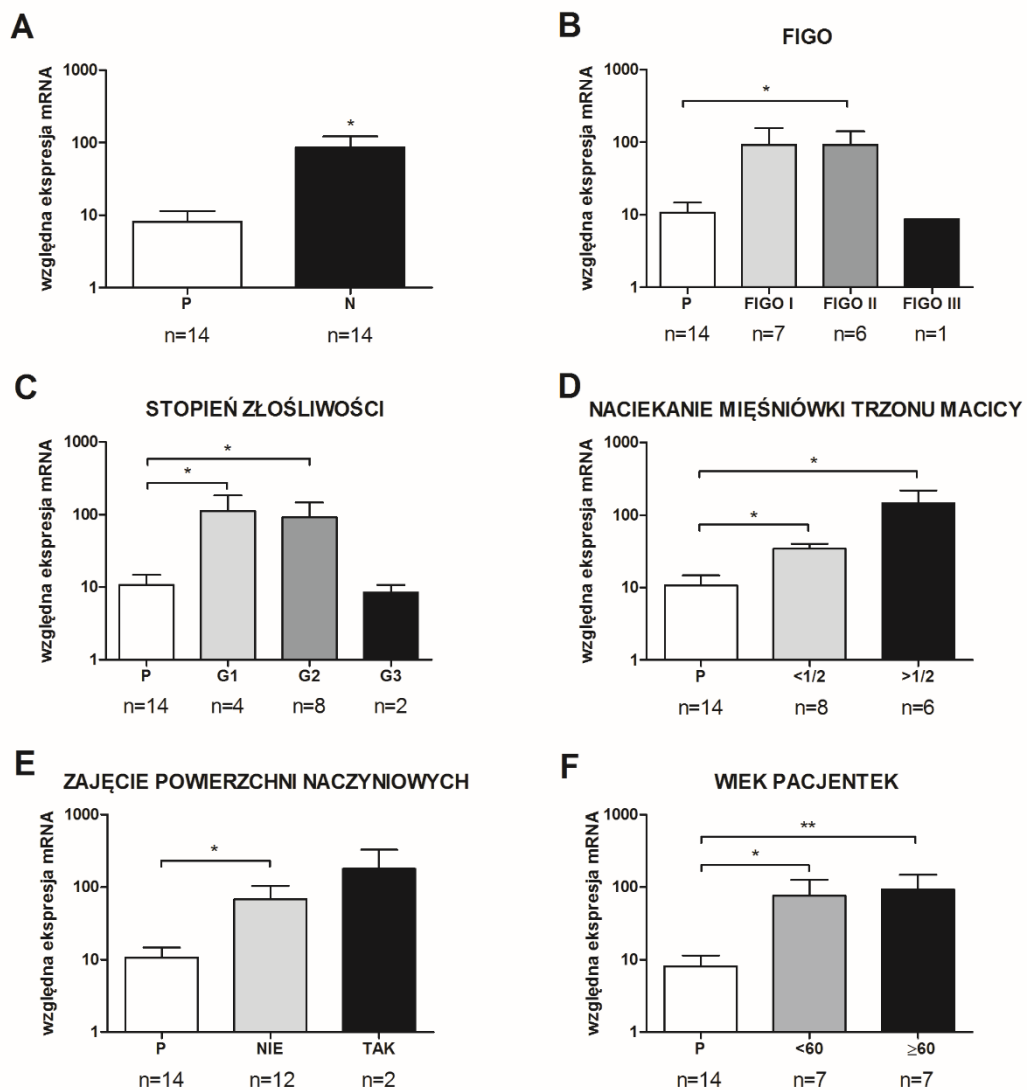 A
względna ekspresja mRNA
1000
100
10
1
*
P
N
n=14
n=14
B
FIGO
względna ekspresja mRNA
1000
100
10
1
*
P
FIGO I
FIGO II
FIGO III
n=14
n=7
n=6
n=1
C
STOPIEŃ ZŁOŚLIWOŚCI
względna ekspresja mRNA
1000
100
10
1
*
*
P
G1
G2
G3
n=14
n=4
n=8
n=2
D
NACIEKANIE MIĘŚNIÓWKI TRZONU MACICY
względna ekspresja mRNA
1000
100
10
1
*
*
P
<1/2
>1/2
n=14
n=8
n=6
E
ZAJĘCIE POWIERZCHNI NACZYNIOWYCH
względna ekspresja mRNA
1000
100
10
1
*
P
NIE
TAK
n=14
n=12
n=2
F
WIEK PACJENTEK
względna ekspresja mRNA
1000
100
10
1
**
*
P
<60
≥60
n=14
n=7
n=7